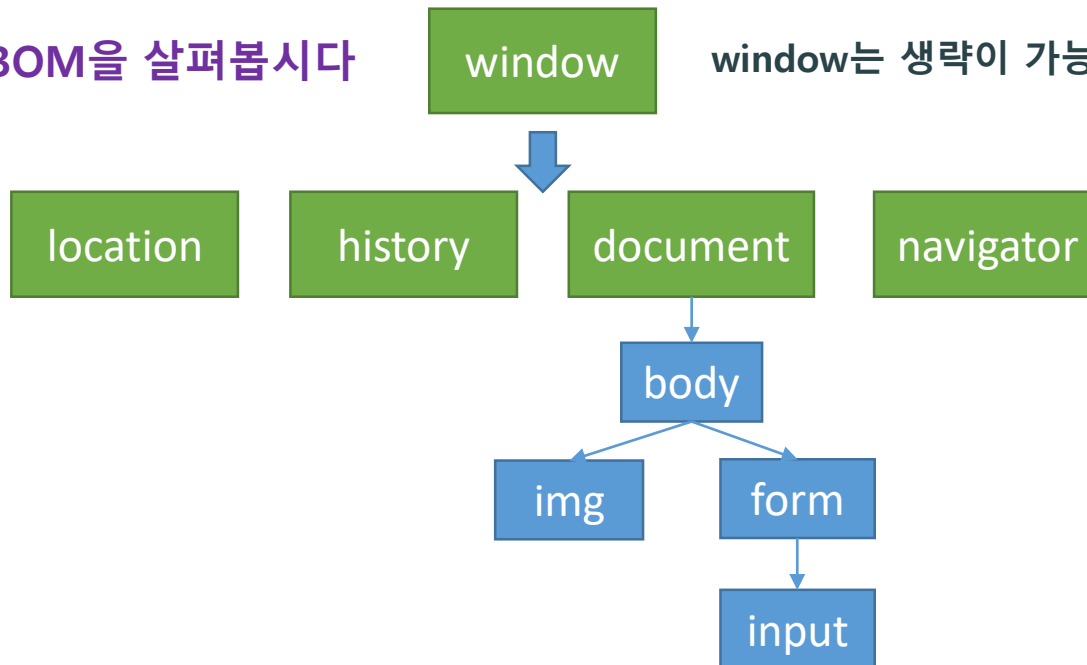 BOM을 살펴봅시다
window
window는 생략이 가능
location
history
document
navigator
body
img
form
input